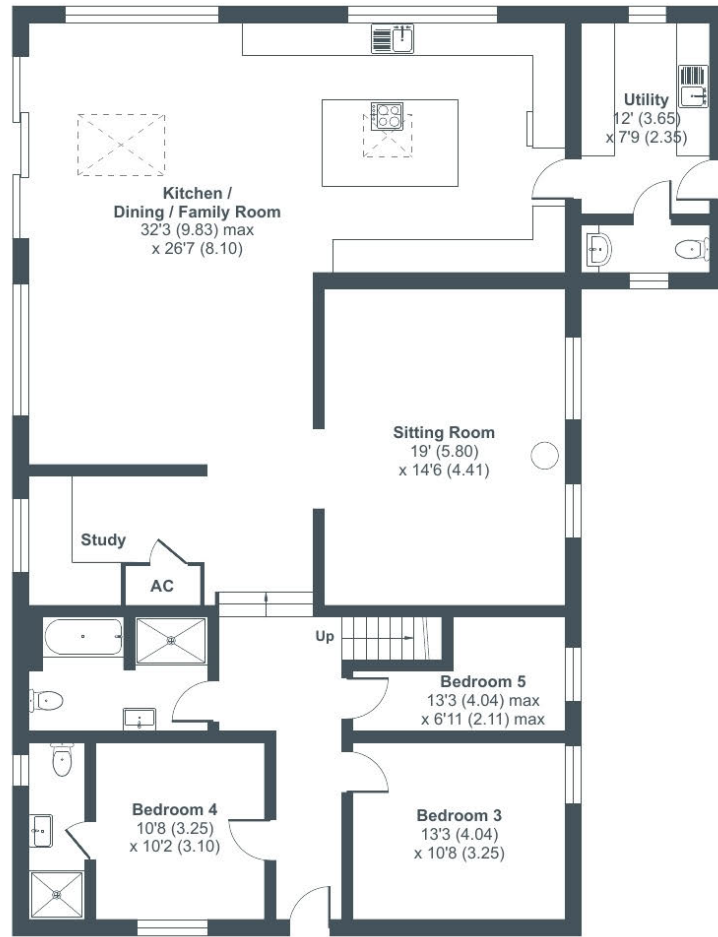 Utility
12' (3.65)
x 7'9 (2.35)
Kitchen /
Dining / Family Room
32'3 (9.83) max
x 26'7 (8.10)
Sitting Room
19' (5.80)
x 14'6 (4.41)
Study
AC
Up
Bedroom 5
13'3 (4.04) max
x 6'11 (2.11) max
Bedroom 4
10'8 (3.25)
x 10'2 (3.10)
Bedroom 3
13'3 (4.04)
x 10'8 (3.25)